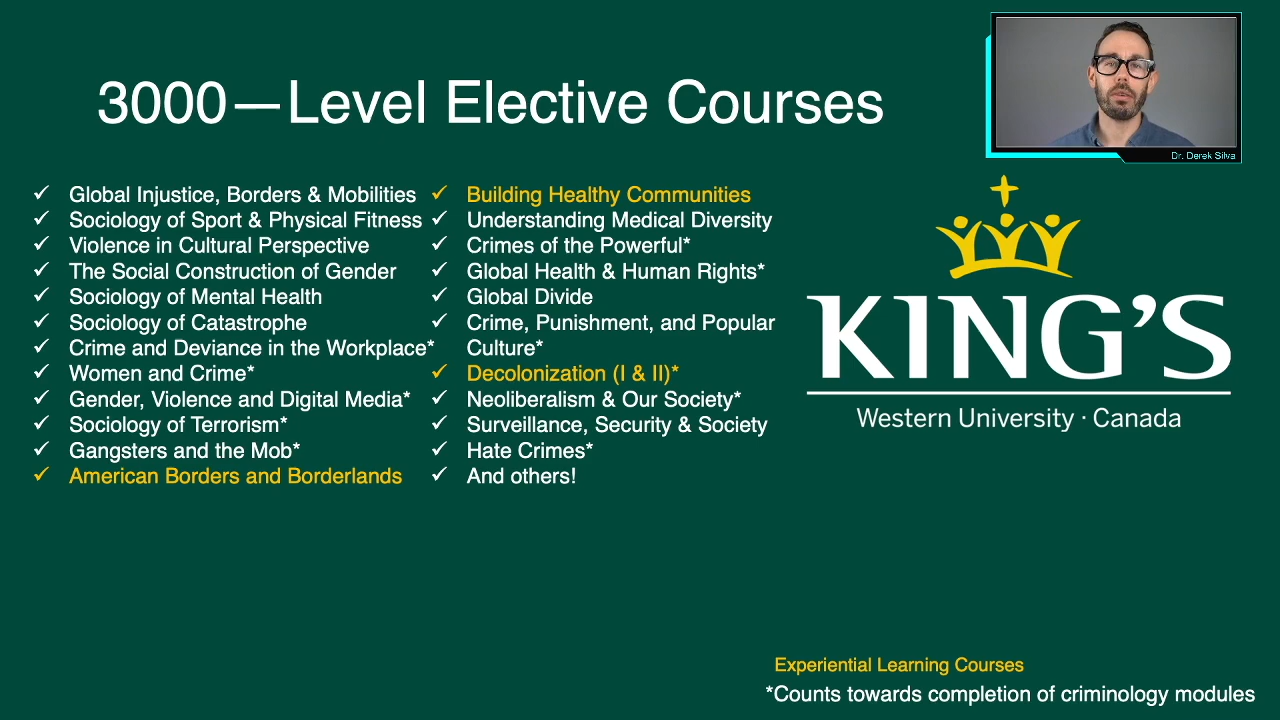 3000—Level Elective Courses
Dr. Derek Silva
✓ Global Injustice, Borders & Mobilities
✓ Sociology of Sport & Physical Fitness
✓ Violence in Cultural Perspective
✓ The Social Construction of Gender
✓ Sociology of Mental Health
✓ Sociology of Catastrophe
✓ Crime and Deviance in the Workplace*
✓ Women and Crime*
✓ Gender, Violence and Digital Media*
✓ Sociology of Terrorism*
✓ Gangsters and the Mob*
✓ American Borders and Borderlands
✓ Building Healthy Communities
✓ Understanding Medical Diversity
✓ Crimes of the Powerful*
✓ Global Health & Human Rights*
✓ Global Divide
✓ Crime, Punishment, and Popular
Culture*
✓ Decolonization (I & II)*
✓ Neoliberalism & Our Society*
✓ Surveillance, Security & Society
✓ Hate Crimes*
✓ And others!
KING'S
Western University · Canada
Experiential Learning Courses
*Counts towards completion of criminology modules